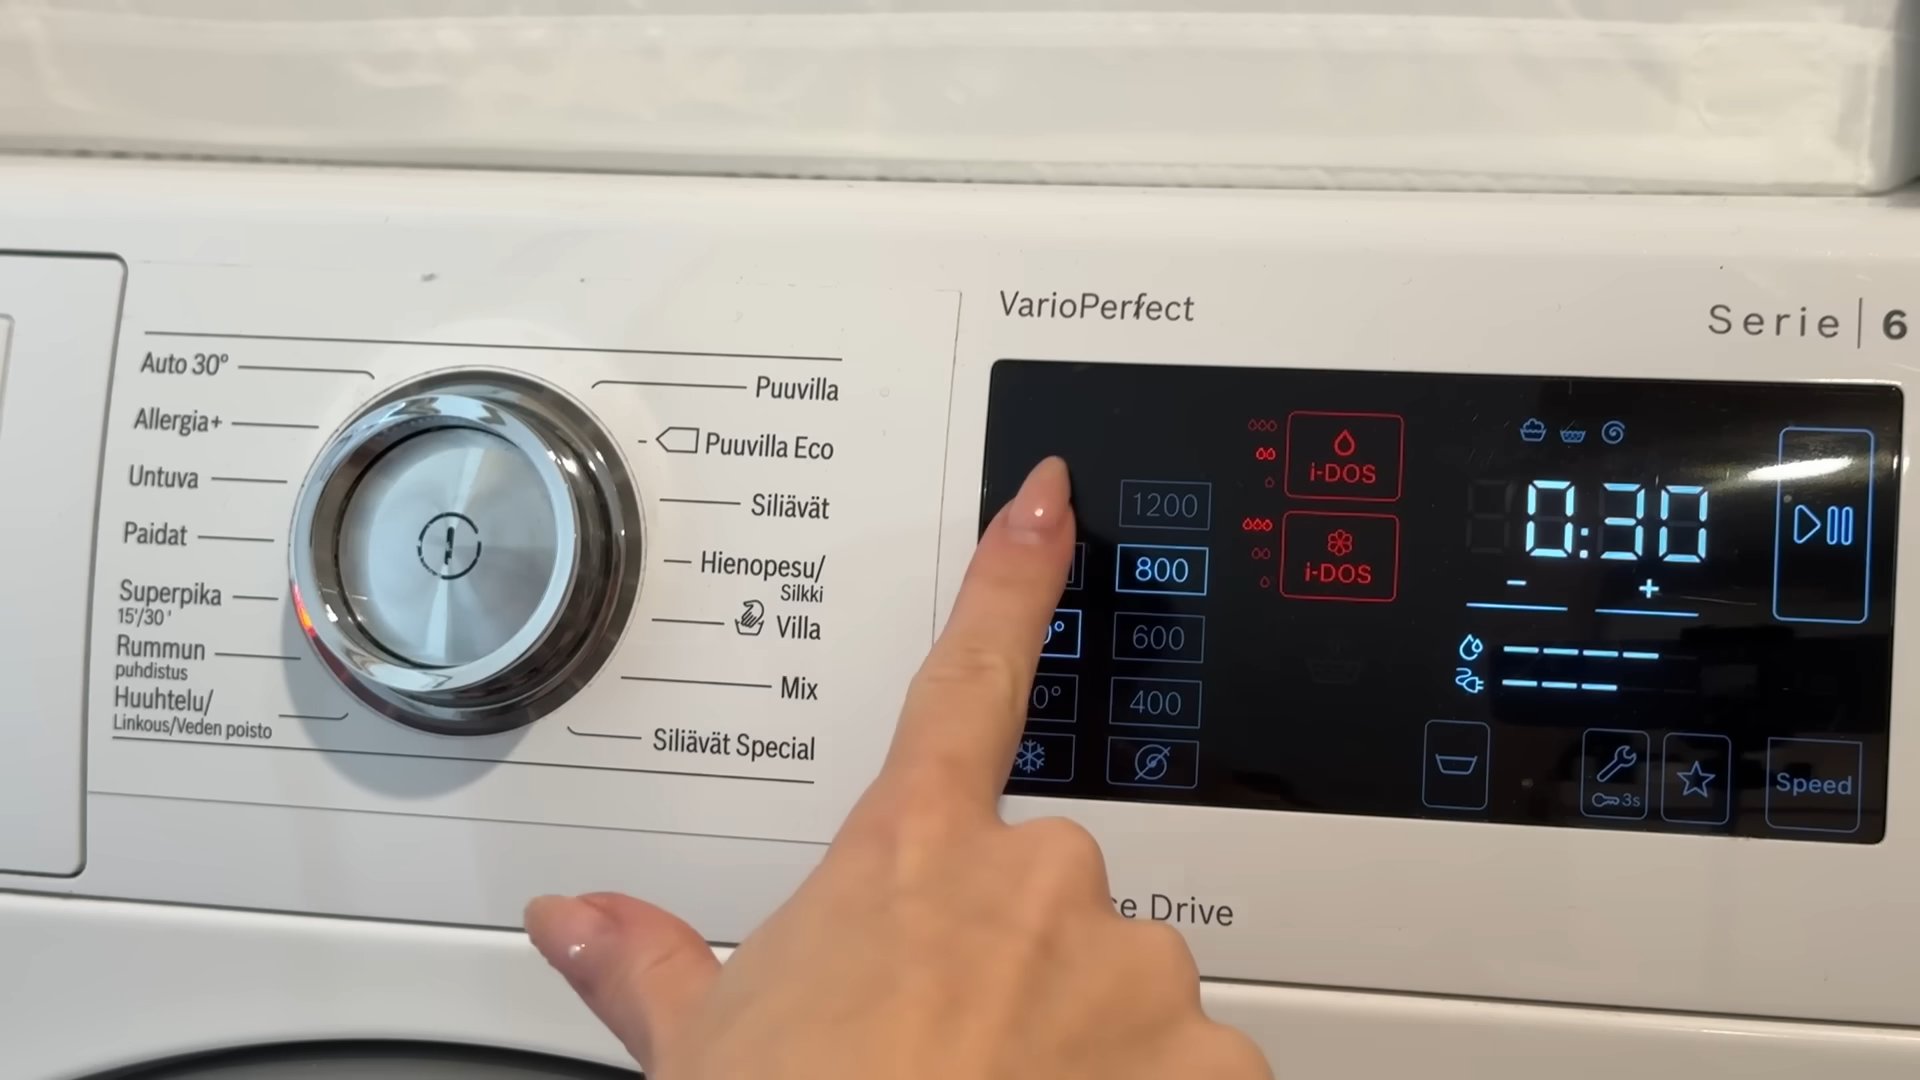 VarioPerfect
Serie | 6
Auto 30°
Allergia+
Untuva
Paidat
Superpika
15'/30'
Rummun
puhdistus
Huuhtelu/
Linkous/Veden poisto
Puuvilla
Puuvilla Eco
Siliävät
Hienopesu/
Silkki
Villa
Mix
Siliävät Special
1200
800
600
400
0°
i-DOS
i-DOS
0:30
- +
3s
Speed
Drive